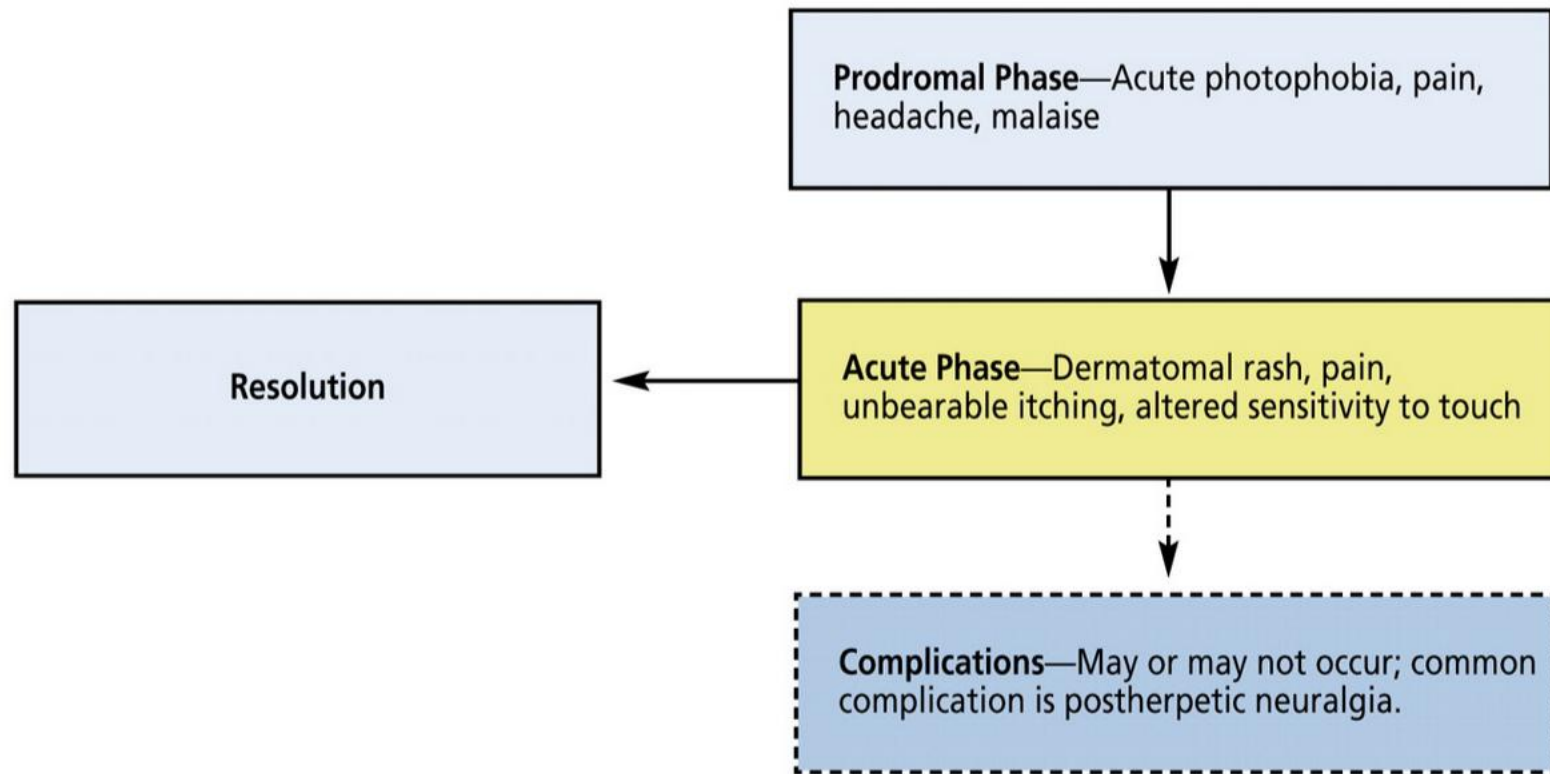 Prodromal Phase—Acute photophobia, pain,
headache, malaise
Resolution
Acute Phase—Dermatomal rash, pain,
unbearable itching, altered sensitivity to touch
Complications—May or may not occur; common
complication is postherpetic neuralgia.